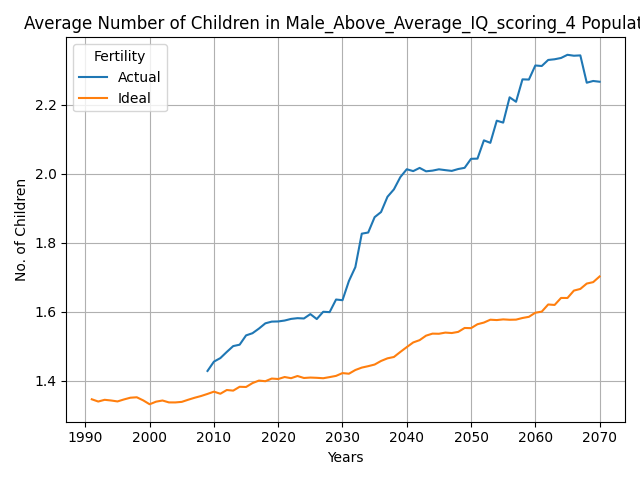 Average Number of Children in Male_Above_Average_IQ_scoring_4 Populat
Fertility
Actual
Ideal
No. of Children
2.2
2.0
1.8
1.6
1.4
1990 2000 2010 2020 2030 2040 2050 2060 2070
Years